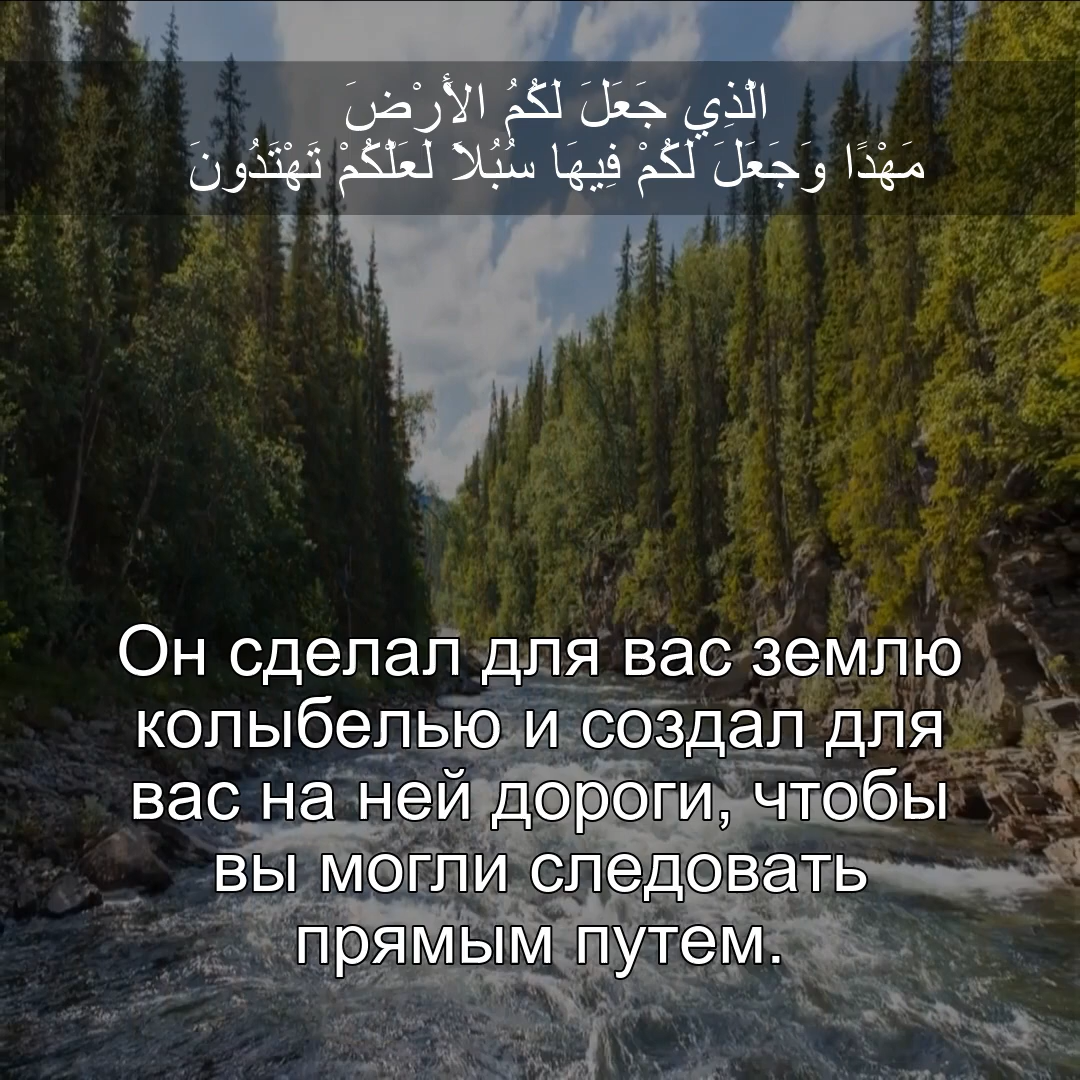 الَّذِي جَعَلَ لَكُمُ الأَرْضَ
مَهْدًا وَجَعَلَ لَكُمْ فِيهَا سُبُلاً لَعَلَّكُمْ تَهْتَدُونَ
Он сделал для вас землю
колыбелью и создал для
вас на ней дороги, чтобы
вы могли следовать
прямым путем.